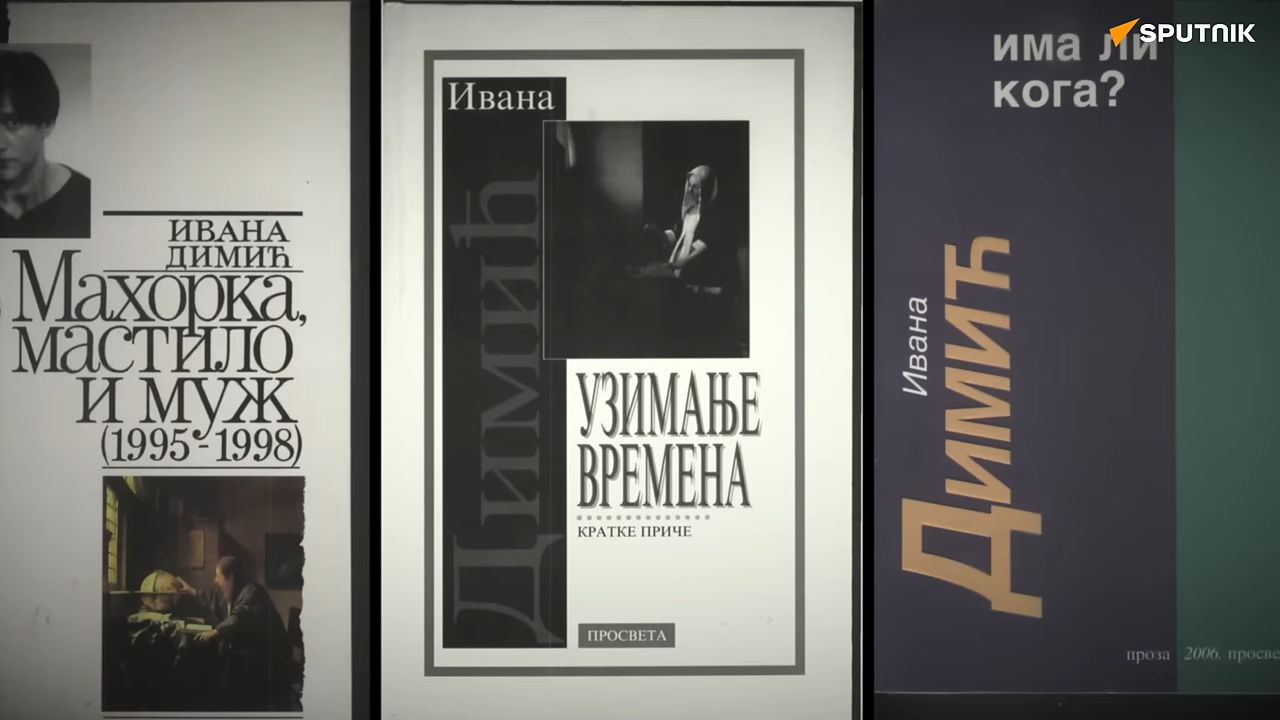 SPUTNIK
ИВАНА
ДИМИЋ
Махорка,
мастило
и муж
(1995-1998)
Ивана
Димић
УЗИМАЊЕ
ВРЕМЕНА
КРАТКЕ ПРИЧЕ
ПРОСВЕТА
има ли
кога?
Ивана
Димић
проза 2006.